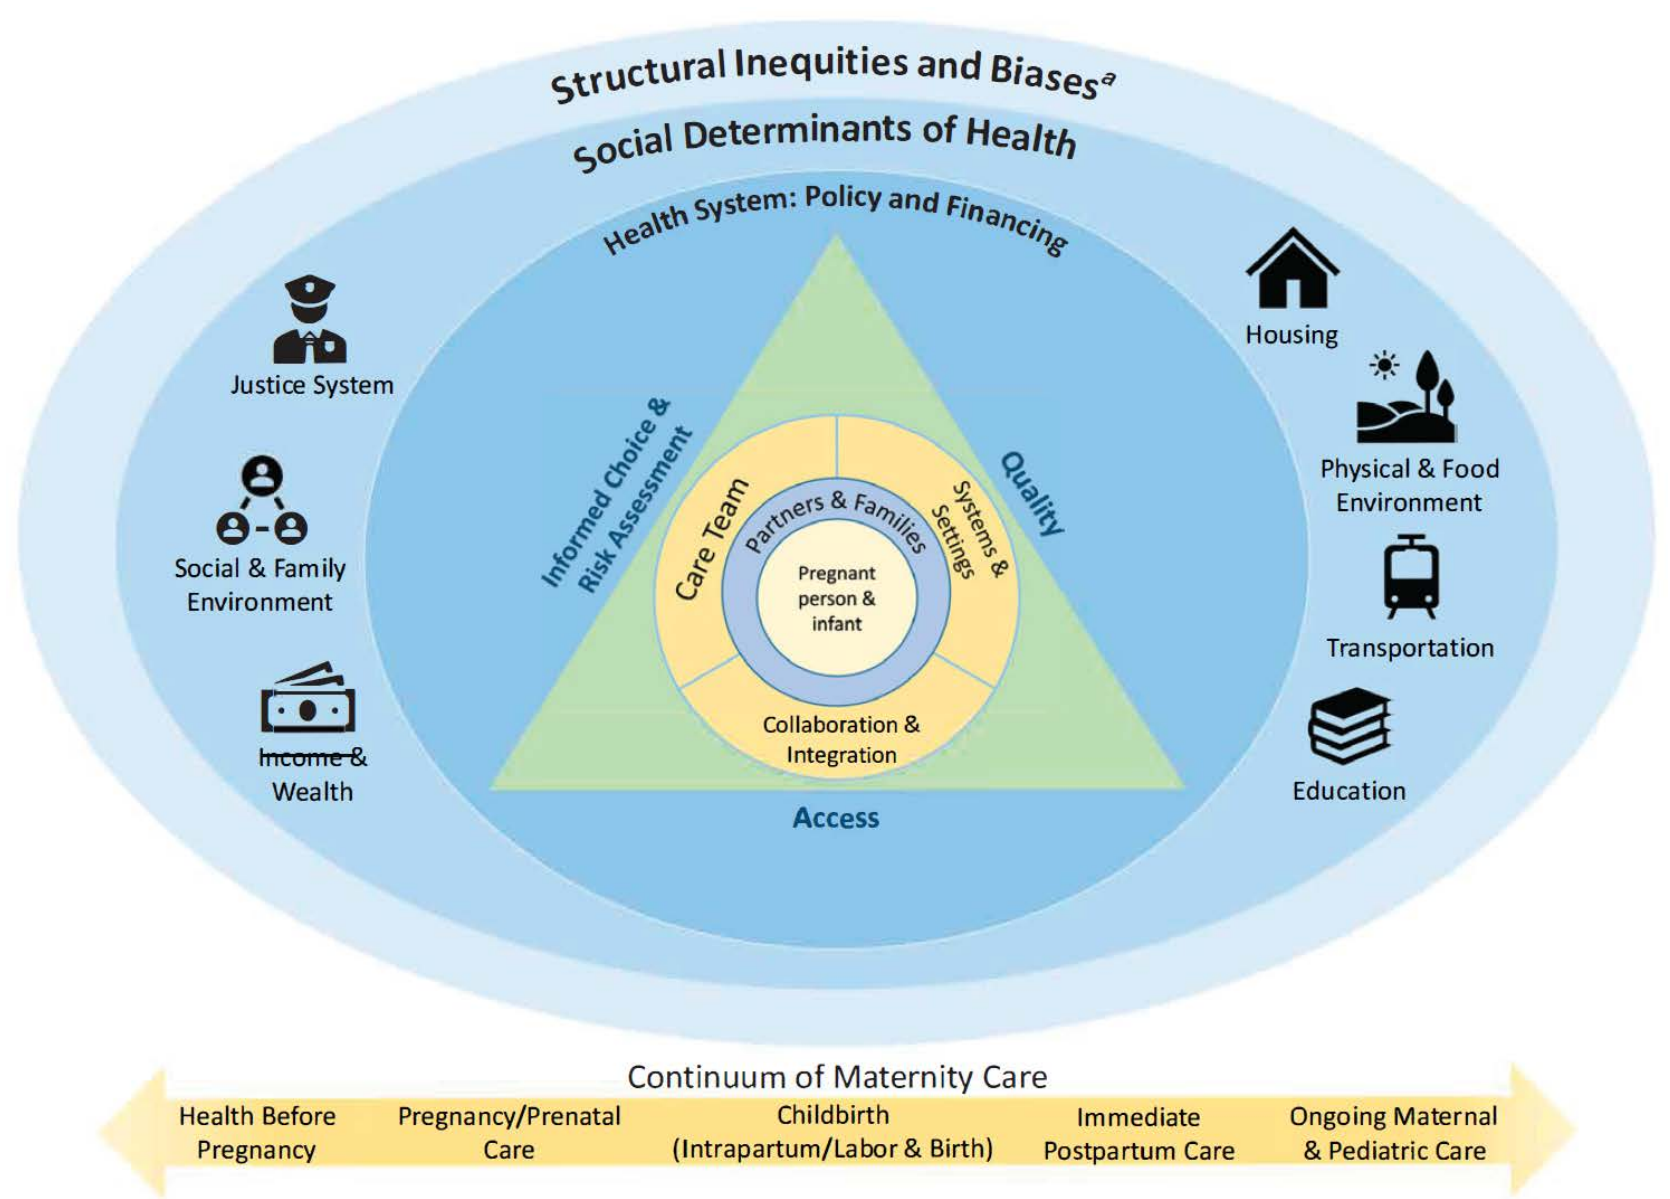 Structural Inequities and Biasesª
Social Determinants of Health
Health System: Policy and Financing
Justice System
Social & Family
Environment
Income &
Wealth
Housing
Physical & Food
Environment
Transportation
Education
Informed Choice &
Risk Assessment
Quality
Access
Care Team
Systems &
Settings
Collaboration &
Integration
Partners & Families
Pregnant
person &
infant
Continuum of Maternity Care
Health Before
Pregnancy
Pregnancy/Prenatal
Care
Childbirth
(Intrapartum/Labor & Birth)
Immediate
Postpartum Care
Ongoing Maternal
& Pediatric Care